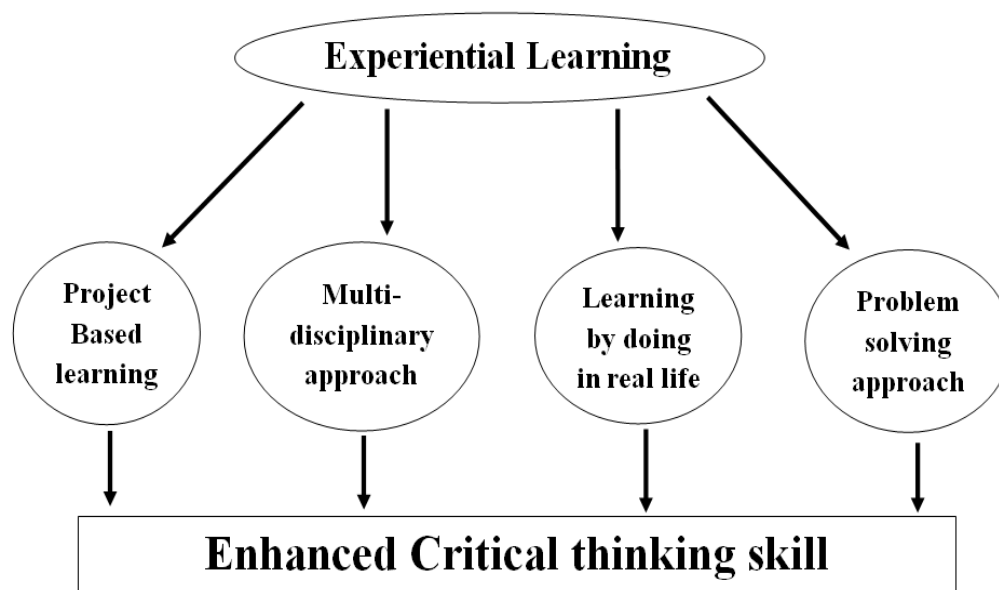 Experiential Learning
Project
Based
learning
Multi-
disciplinary
approach
Learning
by doing
in real life
Problem
solving
approach
Enhanced Critical thinking skill